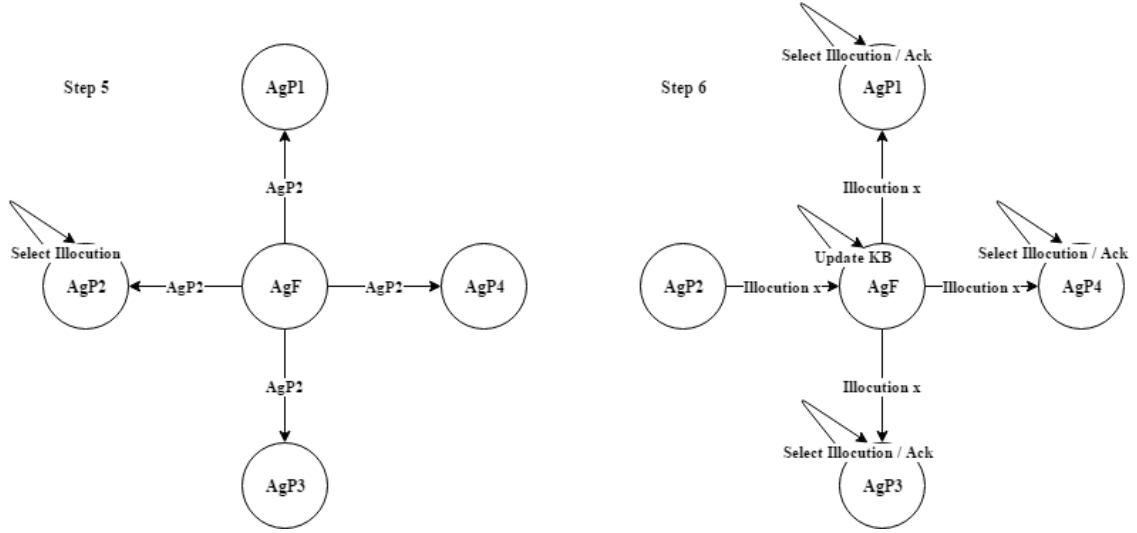 Step 5
AgP1
AgP2
Select Illocution
AgP2
AgP2
AgF
AgP2
AgP4
AgP2
AgP3
Step 6
Select Illocution / Ack
AgP1
Illocution x
Update KB
Select Illocution / Ack
AgP2
Illocution x
AgF
Illocution x
AgP4
Illocution x
Select Illocution / Ack
AgP3